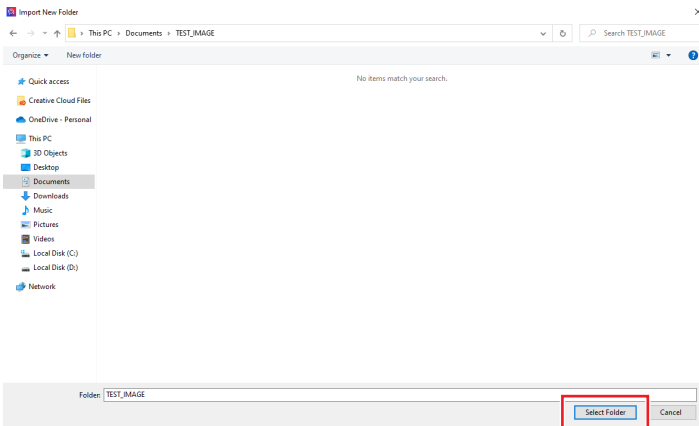 Import New Folder
This PC > Documents > TEST_IMAGE
Search TEST_IMAGE
Organize
New folder
No items match your search.
Quick access
Creative Cloud Files
OneDrive - Personal
This PC
3D Objects
Desktop
Documents
Downloads
Music
Pictures
Videos
Local Disk (C:)
Local Disk (D:)
Network
Folder: TEST_IMAGE
Select Folder
Cancel